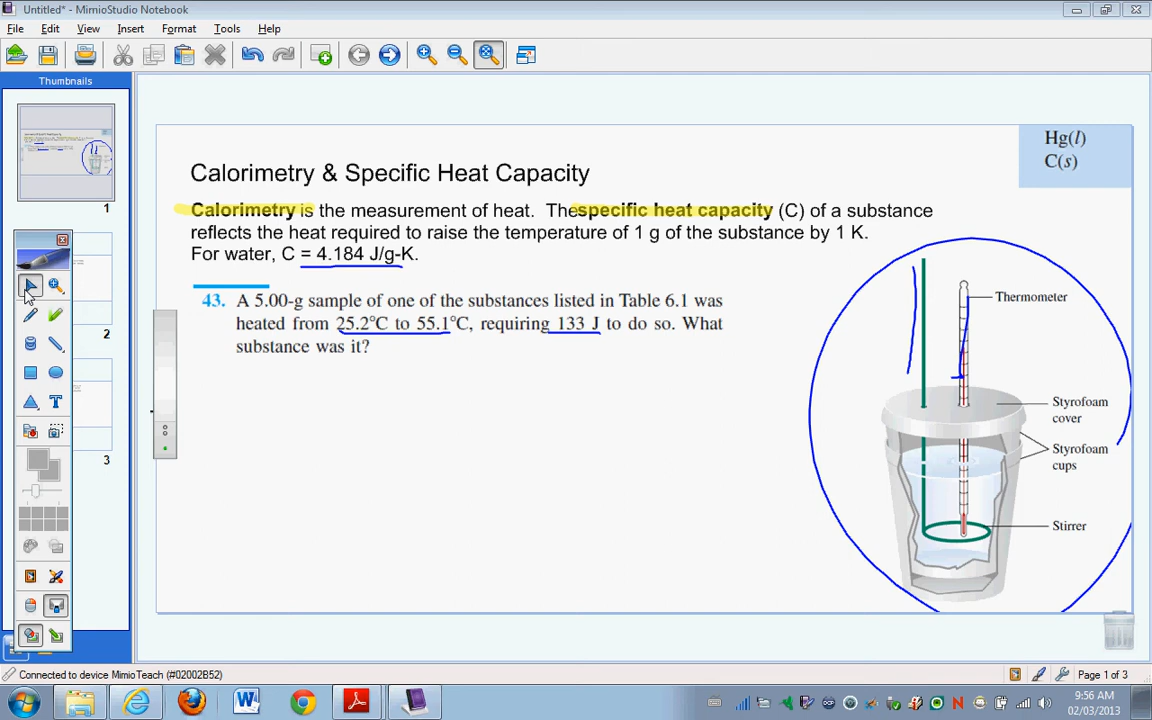 Untitled* - MimioStudio Notebook
File Edit View Insert Format Tools Help
Thumbnails
1
2
3
Hg(l)
C(s)
Calorimetry & Specific Heat Capacity
Calorimetry is the measurement of heat. The specific heat capacity (C) of a substance
reflects the heat required to raise the temperature of 1 g of the substance by 1 K.
For water, C = 4.184 J/g-K.
43. A 5.00-g sample of one of the substances listed in Table 6.1 was
heated from 25.2°C to 55.1°C, requiring 133 J to do so. What
substance was it?
Thermometer
Styrofoam
cover
Styrofoam
cups
Stirrer
Connected to device MimioTeach (#02002B52)
Page 1 of 3
9:56 AM
02/03/2013